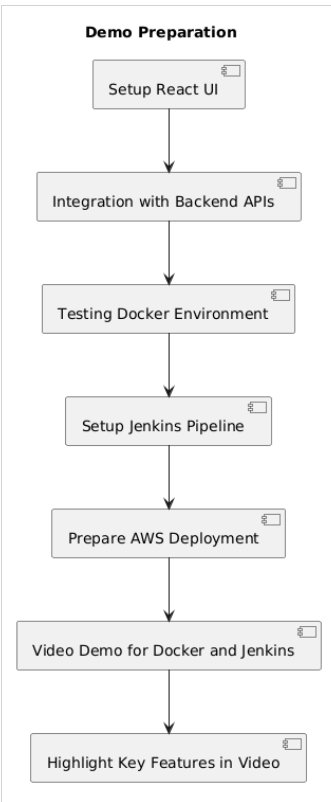 Demo Preparation
Setup React UI
Integration with Backend APIs
Testing Docker Environment
Setup Jenkins Pipeline
Prepare AWS Deployment
Video Demo for Docker and Jenkins
Highlight Key Features in Video